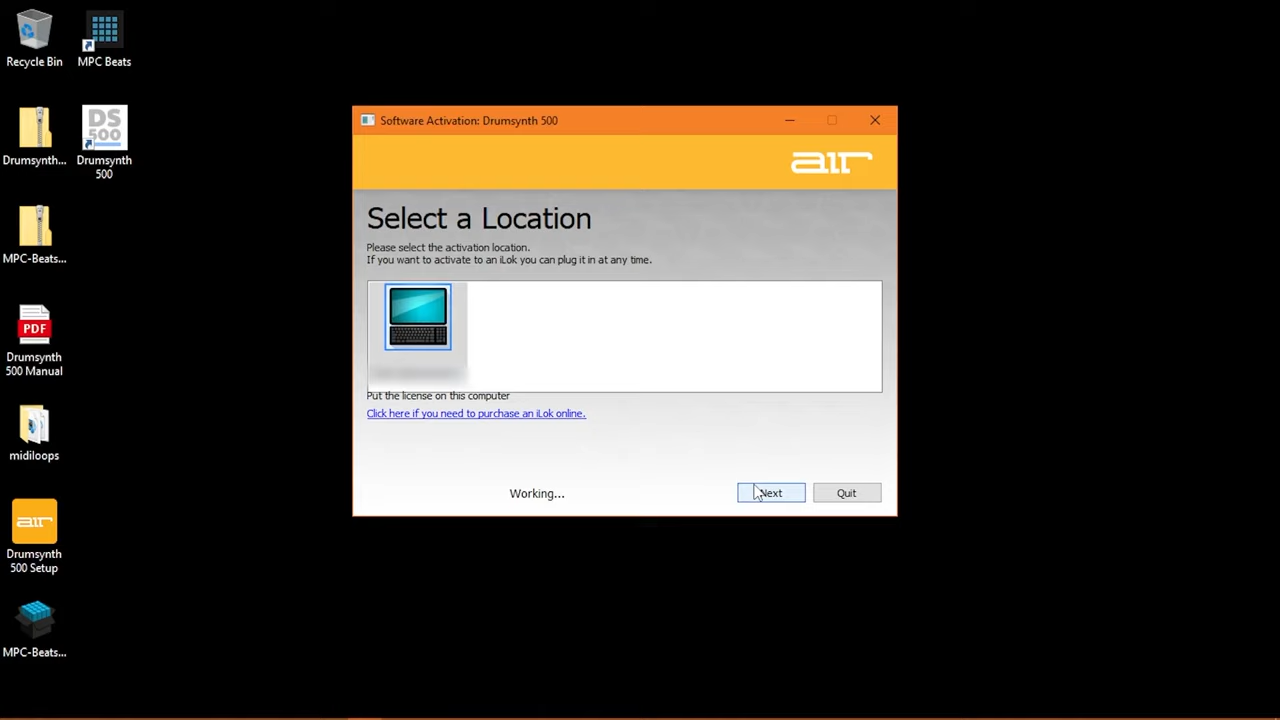 Recycle Bin
MPC Beats
Drumsynth...
DS
500
Drumsynth
500
MPC-Beats...
PDF
Drumsynth
500 Manual
midiloops
air
Drumsynth
500 Setup
MPC-Beats...
Software Activation: Drumsynth 500
air
Select a Location
Please select the activation location.
If you want to activate to an iLok you can plug it in at any time.
Put the license on this computer
Click here if you need to purchase an iLok online.
Working...
Next
Quit